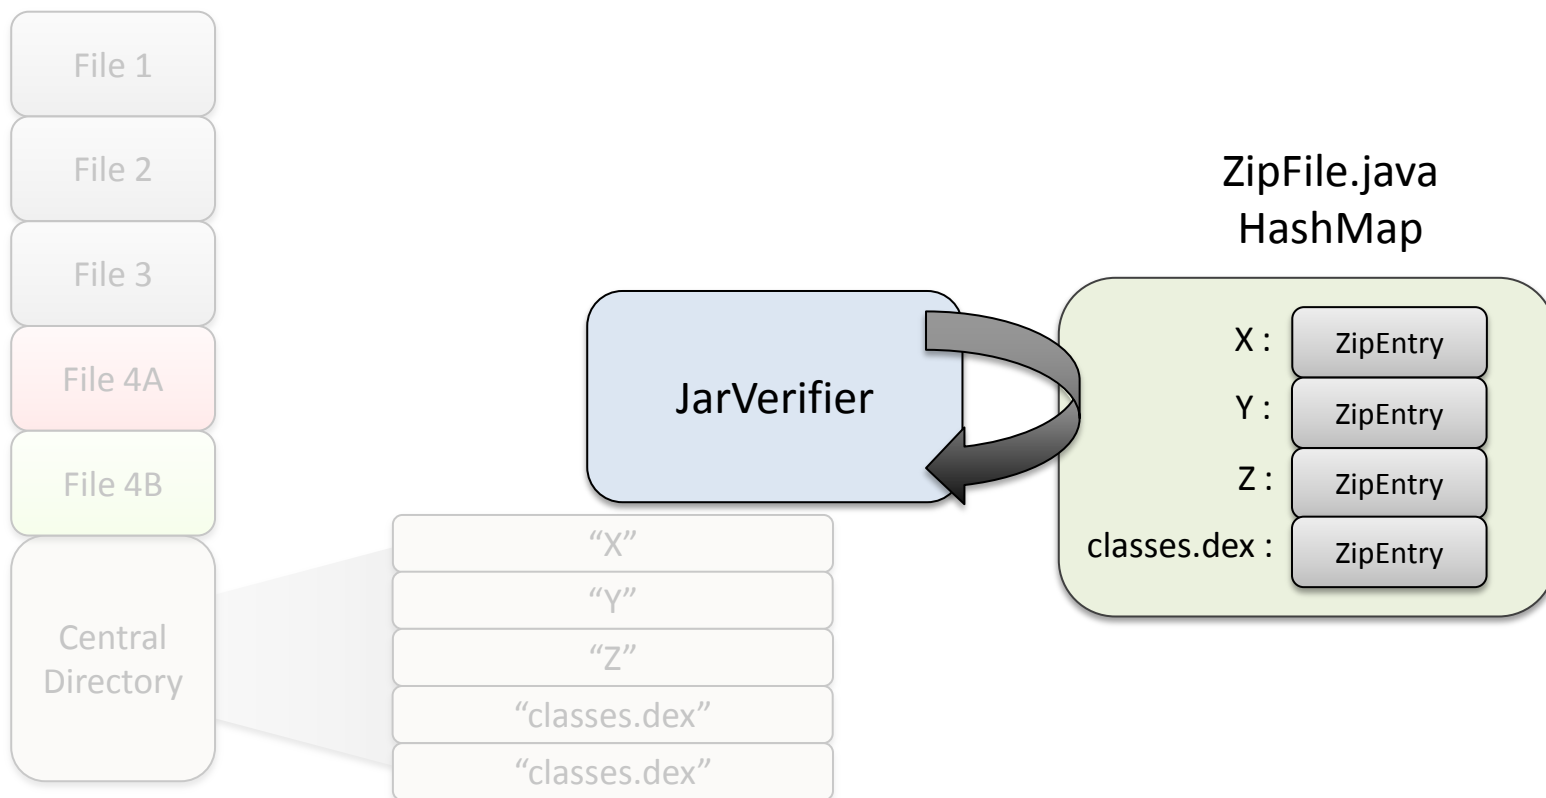 File 1
File 2
File 3
File 4A
File 4B
Central
Directory
“X”
“Y”
“Z”
“classes.dex”
“classes.dex”
JarVerifier
ZipFile.java
HashMap
X : ZipEntry
Y : ZipEntry
Z : ZipEntry
classes.dex : ZipEntry